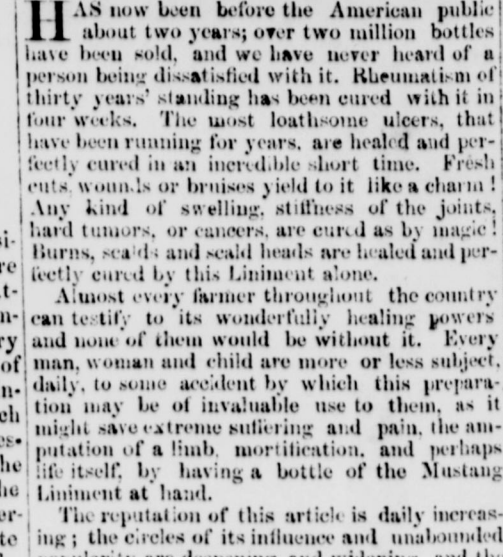 HAS now been before the American public
about two years; over two million bottles
have been sold, and we have never heard of a
person being dissatisfied with it. Rheumatism of
thirty years' standing has been cured with it in
four weeks. The most loathsome ulcers, that
have been running for years, are healed and per-
fectly cured in an incredible short time. Fresh
cuts, wounds or bruises yield to it like a charm!
Any kind of swelling, stiffness of the joints,
hard tumors, or cancers, are cured as by magic!
Burns, scalds and scald heads are healed and per-
fectly cured by this Liniment alone.
Almost every farmer throughout the country
can testify to its wonderfully healing powers
and none of them would be without it. Every
man, woman and child are more or less subject,
daily, to some accident by which this prepara-
tion may be of invaluable use to them, as it
might save extreme suffering and pain, the am-
putation of a limb, mortification, and perhaps
life itself, by having a bottle of the Mustang
Liniment at hand.
The reputation of this article is daily increas-
ing; the circles of its influence and unabounded